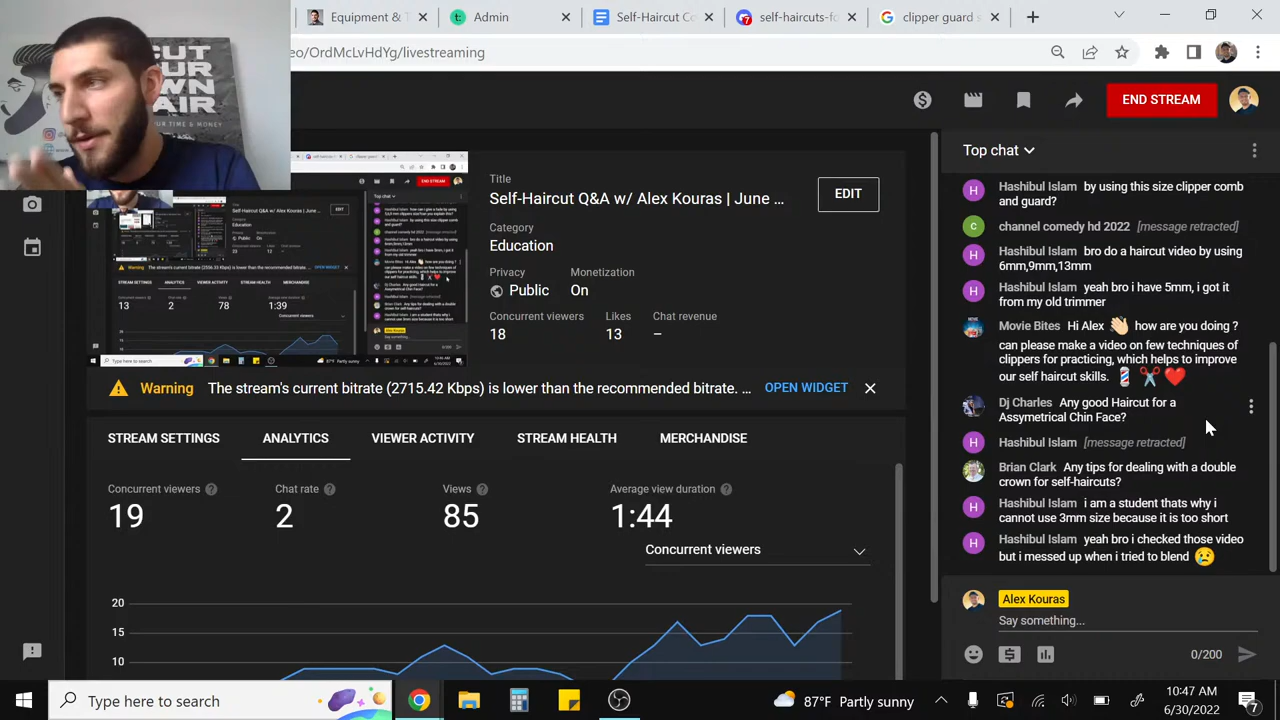 Equipment & T
Admin
Self-Haircut Co
self-haircuts-fo
clipper guard s
eo/OrdMcLvHdYg/livestreaming
CUT
YOUR
OWN
HAIR
YOUR TIME & MONEY
END STREAM
Title
Self-Haircut Q&A w/ Alex Kouras | June ...
EDIT
Category
Education
Privacy
Monetization
Public
On
Concurrent viewers
Likes
Chat revenue
18
13
–
Warning
The stream's current bitrate (2715.42 Kbps) is lower than the recommended bitrate. ...
OPEN WIDGET
STREAM SETTINGS
ANALYTICS
VIEWER ACTIVITY
STREAM HEALTH
MERCHANDISE
Concurrent viewers
Chat rate
Views
Average view duration
19
2
85
1:44
Concurrent viewers
20
15
10
Top chat
Hashibul Islam by using this size clipper comb
and guard?
channel comedy hd 2022 [message retracted]
Hashibul Islam bro do a haircut video by using
6mm,9mm,13mm
Hashibul Islam yeah bro i have 5mm, i got it
from my old trimmer
Movie Bites Hi Alex 👋🏻 how are you doing ?
can please make a video on few techniques of
clippers for practicing, which helps to improve
our self haircut skills. 💈 ✂️ ❤️
Dj Charles Any good Haircut for a
Assymetrical Chin Face?
Hashibul Islam [message retracted]
Brian Clark Any tips for dealing with a double
crown for self-haircuts?
Hashibul Islam i am a student thats why i
cannot use 3mm size because it is too short
Hashibul Islam yeah bro i checked those video
but i messed up when i tried to blend 😢
Alex Kouras
Say something...
0/200
Type here to search
87°F Partly sunny
10:47 AM
6/30/2022
7